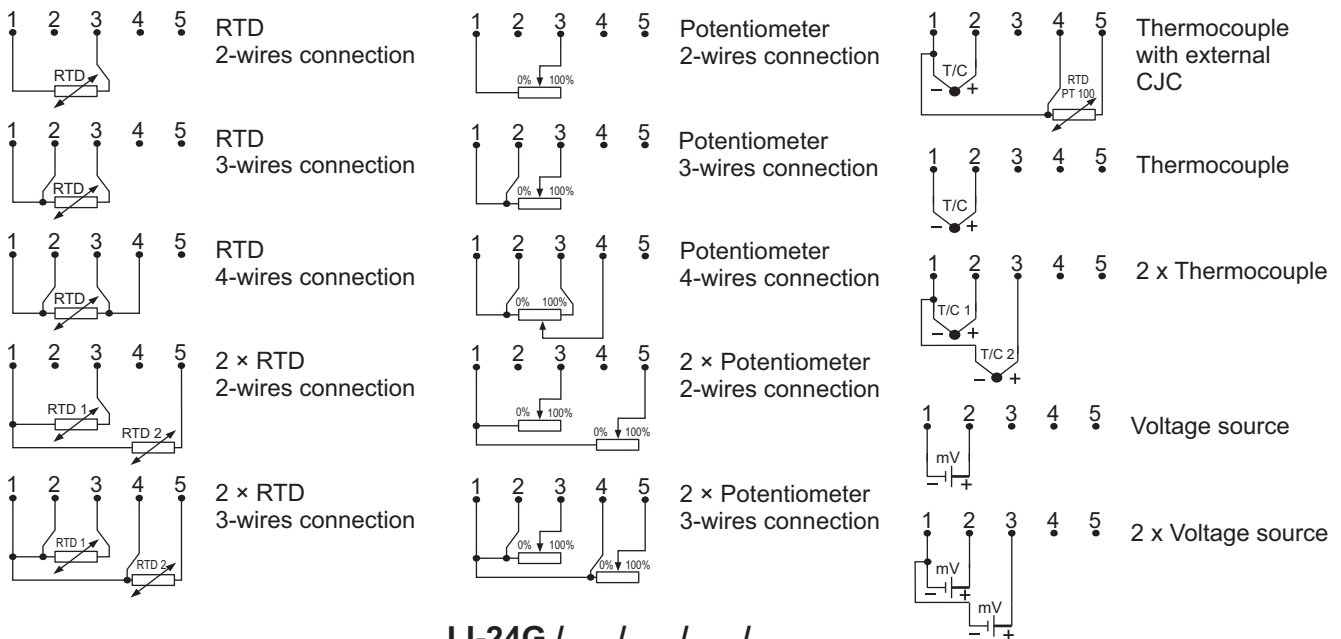 1 2 3 4 5
RTD
RTD
2-wires connection
1 2 3 4 5
RTD
RTD
3-wires connection
1 2 3 4 5
RTD
RTD
4-wires connection
1 2 3 4 5
RTD 1
RTD 2
2 × RTD
2-wires connection
1 2 3 4 5
RTD 1
RTD 2
2 × RTD
3-wires connection
1 2 3 4 5
0% 100%
Potentiometer
2-wires connection
1 2 3 4 5
0% 100%
Potentiometer
3-wires connection
1 2 3 4 5
0% 100%
Potentiometer
4-wires connection
1 2 3 4 5
0% 100%
0% 100%
2 × Potentiometer
2-wires connection
1 2 3 4 5
0% 100%
0% 100%
2 × Potentiometer
3-wires connection
1 2 3 4 5
T/C
– +
RTD
PT 100
Thermocouple
with external
CJC
1 2 3 4 5
T/C
– +
Thermocouple
1 2 3 4 5
T/C 1
– +
T/C 2
– +
2 x Thermocouple
1 2 3 4 5
mV
– +
Voltage source
1 2 3 4 5
mV
– +
mV
– +
2 x Voltage source